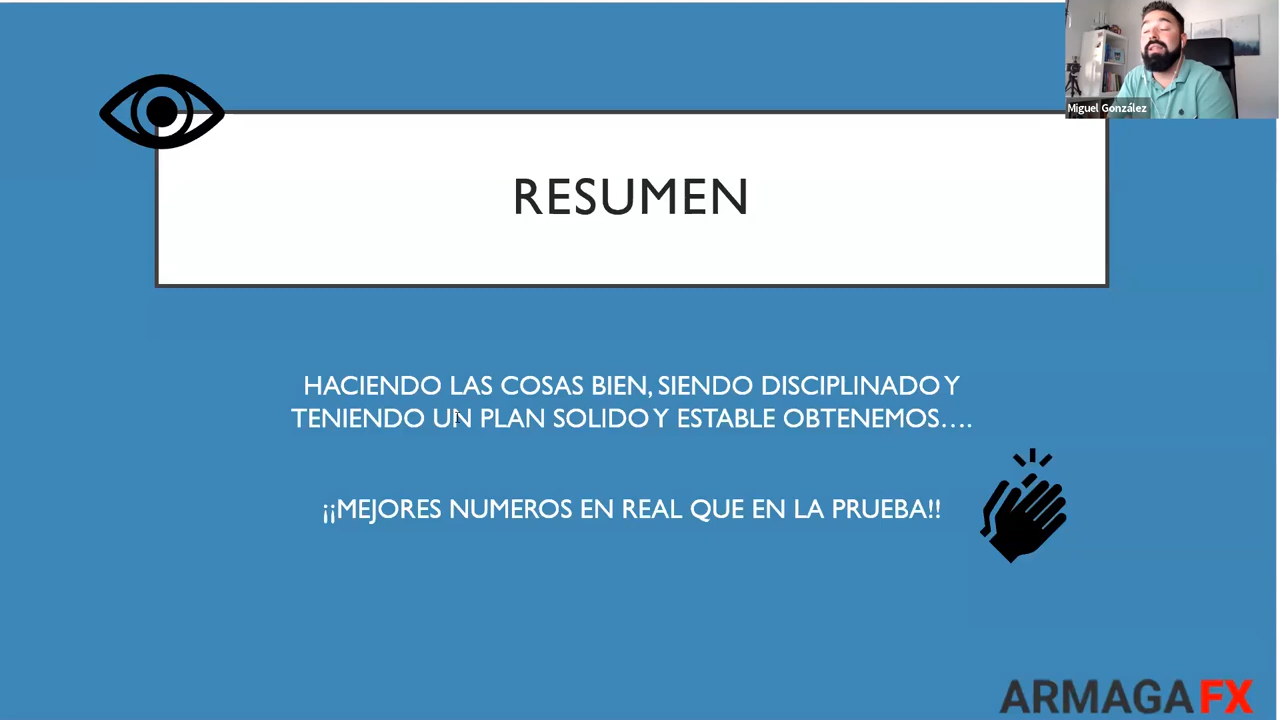 Miguel González
RESUMEN
HACIENDO LAS COSAS BIEN, SIENDO DISCIPLINADO Y
TENIENDO UN PLAN SOLIDO Y ESTABLE OBTENEMOS….
¡¡MEJORES NUMEROS EN REAL QUE EN LA PRUEBA!!
ARMAGAFX